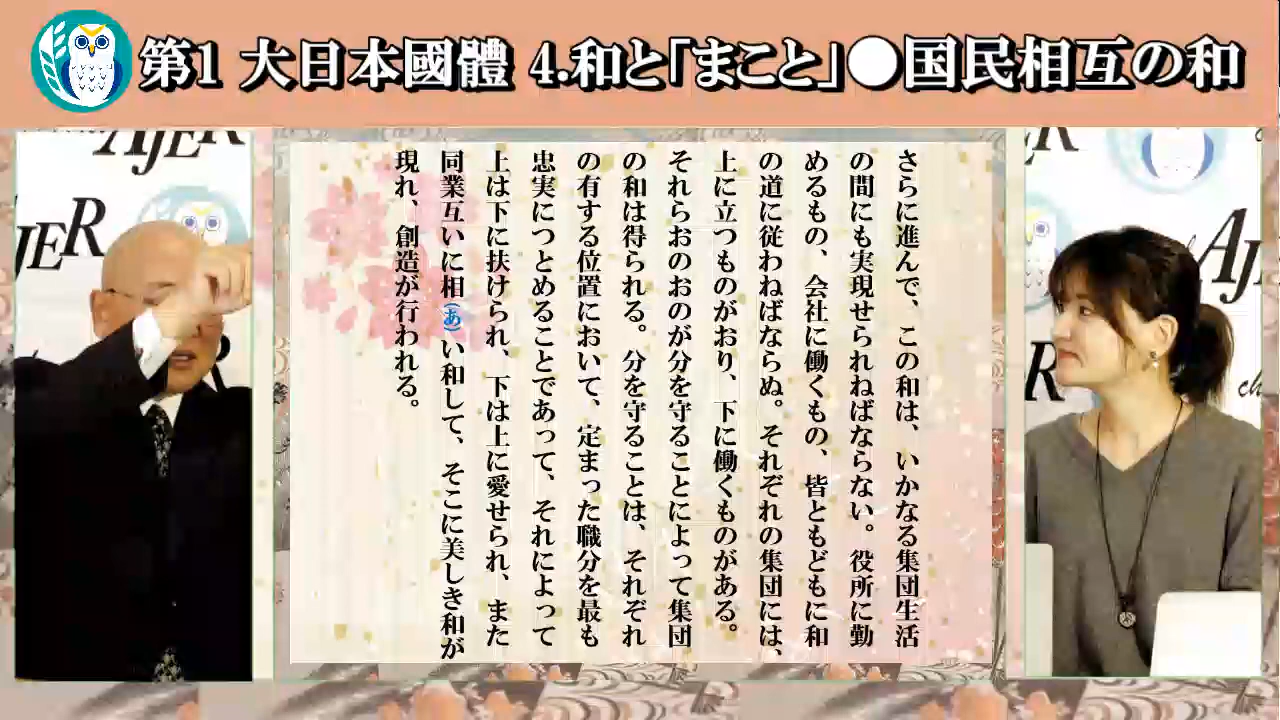 第1 大日本國體 4.和と「まこと」●国民相互の和
さらに進んで、この和は、いかなる集団生活
の間にも実現せられねばならない。役所に勤
めるもの、会社に働くもの、皆ともどもに和
の道に従わねばならぬ。それぞれの集団には、
上に立つものがおり、下に働くものがある。
それらおのおのが分を守ることによって集団
の和は得られる。分を守ることは、それぞれ
の有する位置において、定まった職分を最も
忠実につとめることであって、それによって
上は下に扶けられ、下は上に愛せられ、また
同業互いに相(あ)い和して、そこに美しき和が
現れ、創造が行われる。
AJER
JER
AJ
R
ch